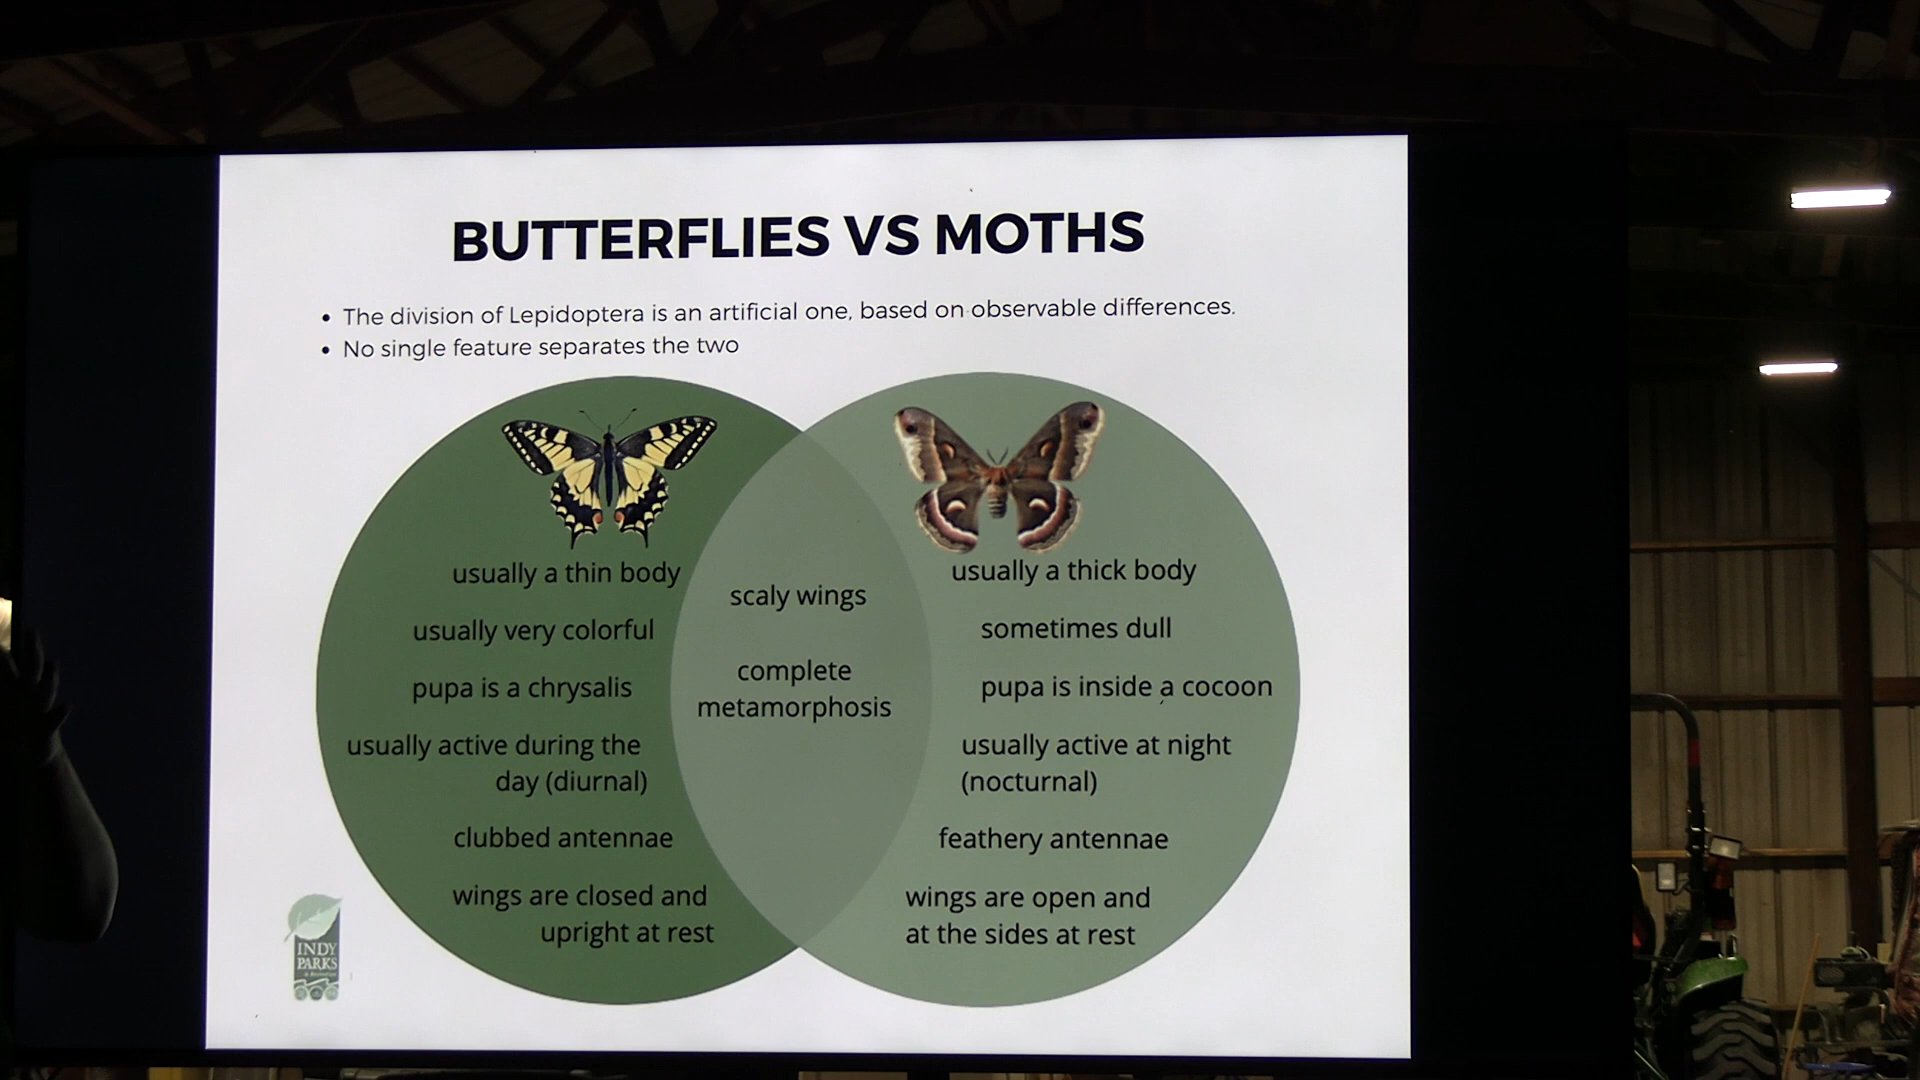 BUTTERFLIES VS MOTHS
• The division of Lepidoptera is an artificial one, based on observable differences.
• No single feature separates the two
usually a thin body
usually very colorful
pupa is a chrysalis
usually active during the
day (diurnal)
clubbed antennae
wings are closed and
upright at rest
scaly wings
complete
metamorphosis
usually a thick body
sometimes dull
pupa is inside a cocoon
usually active at night
(nocturnal)
feathery antennae
wings are open and
at the sides at rest
INDY
PARKS